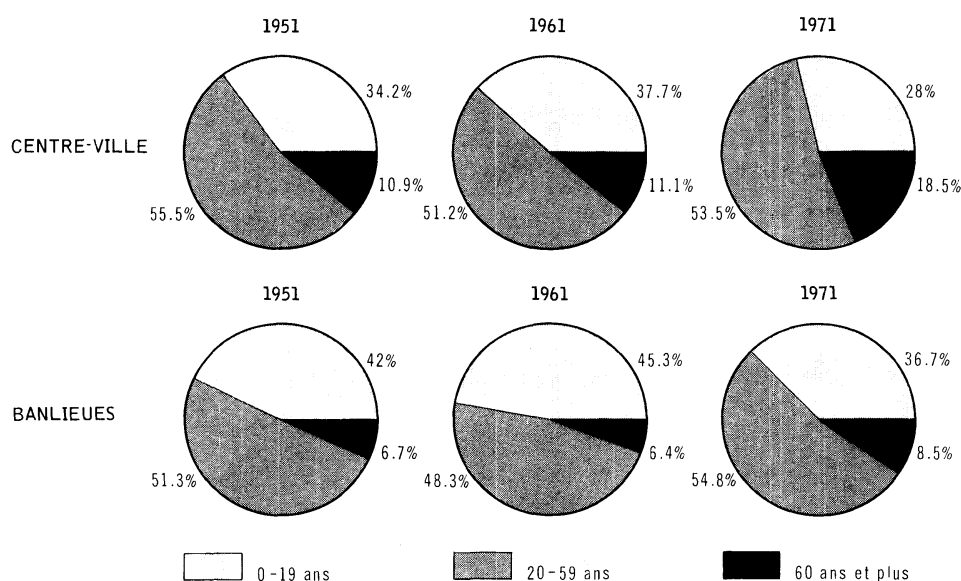 1951 1961 1971
34.2% 37.7% 28%
CENTRE-VILLE
10.9% 11.1% 18.5%
55.5% 51.2% 53.5%
1951 1961 1971
42% 45.3% 36.7%
BANLIEUES
6.7% 6.4% 8.5%
51.3% 48.3% 54.8%
0-19 ans 20-59 ans 60 ans et plus